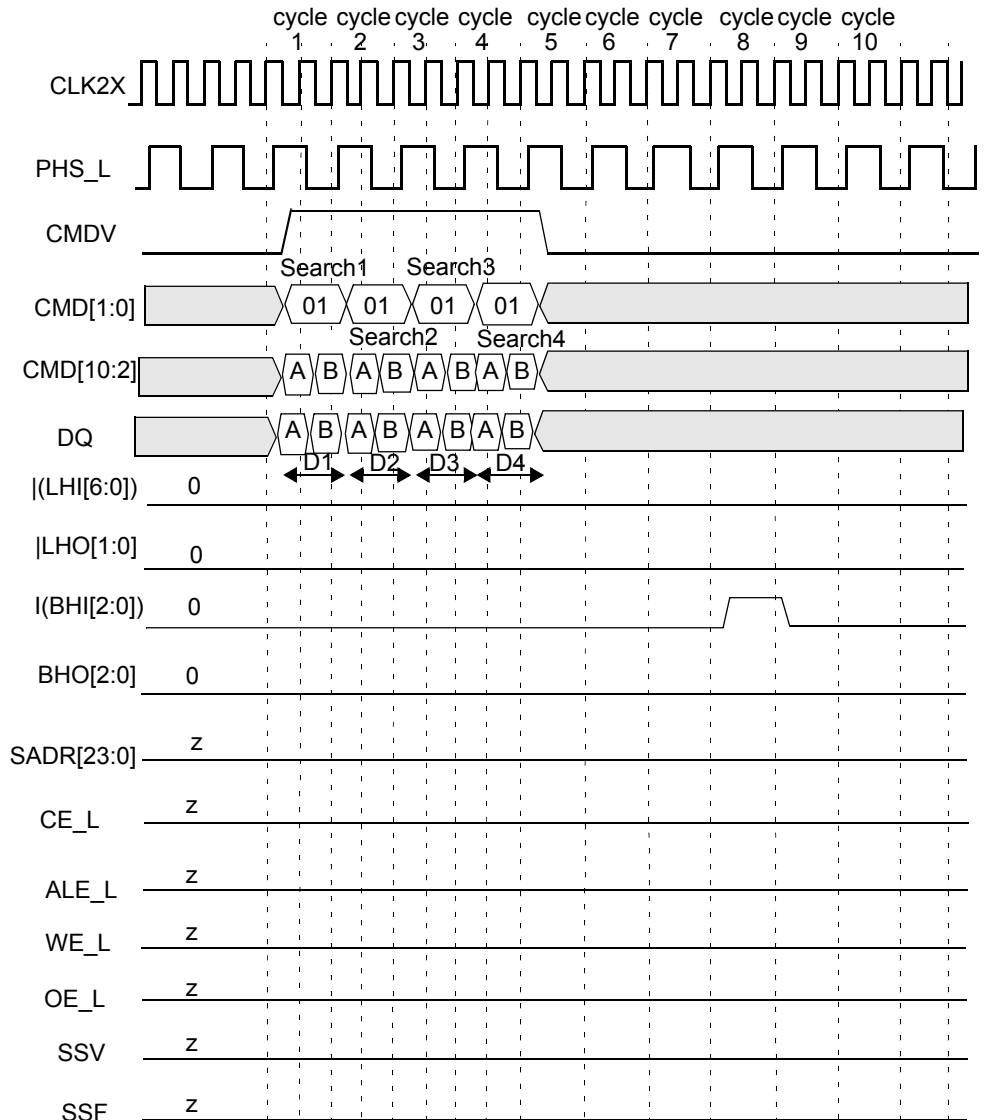 cycle cycle cycle cycle cycle cycle cycle cycle cycle cycle
1 2 3 4 5 6 7 8 9 10
CLK2X
PHS_L
CMDV
Search1 Search3
CMD[1:0] 01 01 01 01
Search2 Search4
CMD[10:2] A B A B A B A B
DQ A B A B A B A B
D1 D2 D3 D4
|(LHI[6:0]) 0
|LHO[1:0] 0
I(BHI[2:0]) 0
BHO[2:0] 0
SADR[23:0] z
CE_L z
ALE_L z
WE_L z
OE_L z
SSV z
SSF z